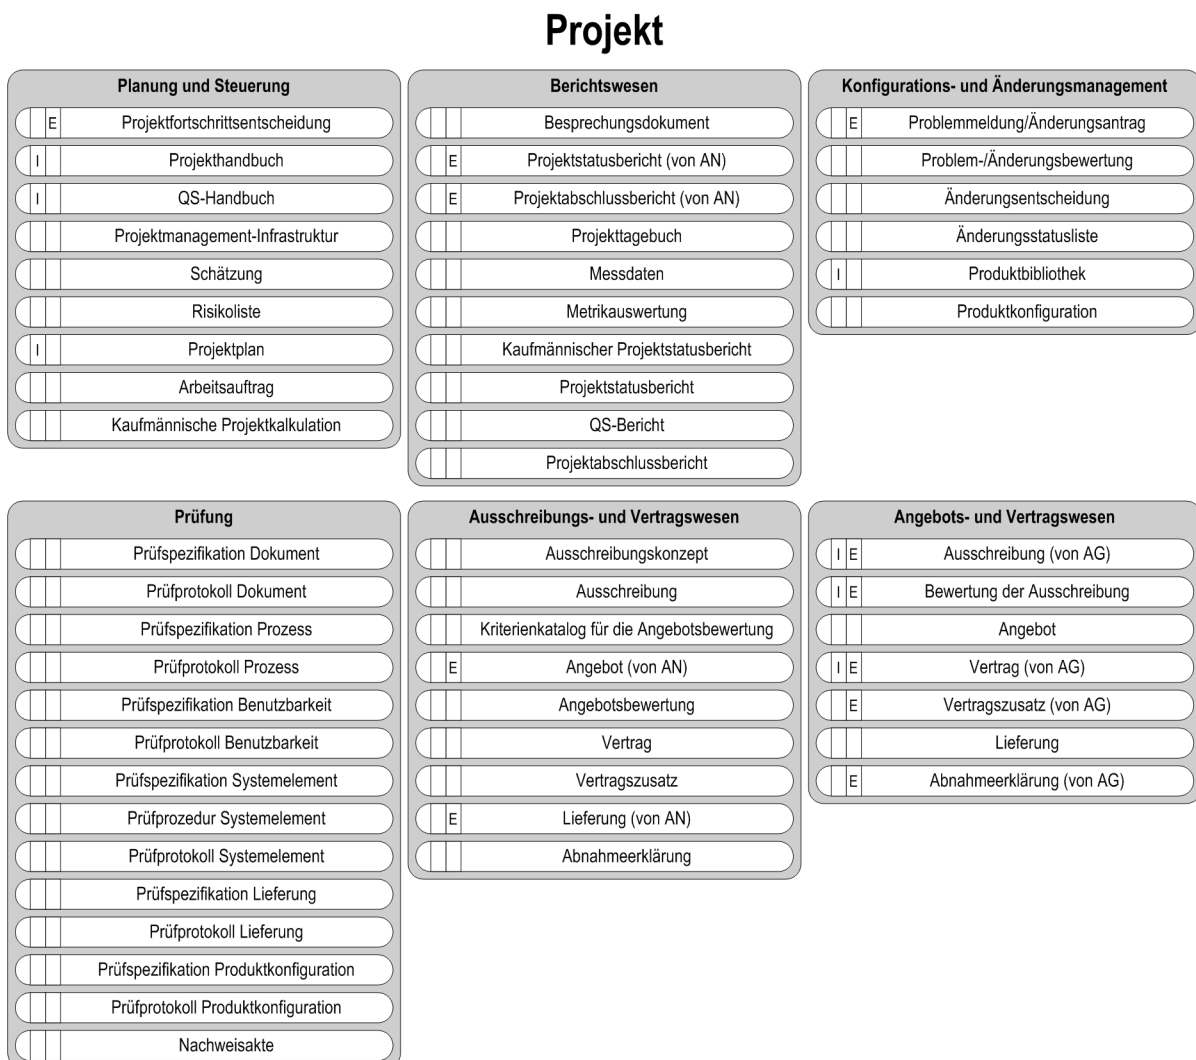 Projekt
Planung und Steuerung
E Projektfortschrittsentscheidung
I Projekthandbuch
I QS-Handbuch
Projektmanagement-Infrastruktur
Schätzung
Risikoliste
I Projektplan
Arbeitsauftrag
Kaufmännische Projektkalkulation
Berichtswesen
Besprechungsdokument
E Projektstatusbericht (von AN)
E Projektabschlussbericht (von AN)
Projekttagebuch
Messdaten
Metrikauswertung
Kaufmännischer Projektstatusbericht
Projektstatusbericht
QS-Bericht
Projektabschlussbericht
Konfigurations- und Änderungsmanagement
E Problemmeldung/Änderungsantrag
Problem-/Änderungsbewertung
Änderungsentscheidung
Änderungsstatusliste
I Produktbibliothek
Produktkonfiguration
Prüfung
Prüfspezifikation Dokument
Prüfprotokoll Dokument
Prüfspezifikation Prozess
Prüfprotokoll Prozess
Prüfspezifikation Benutzbarkeit
Prüfprotokoll Benutzbarkeit
Prüfspezifikation Systemelement
Prüfprozedur Systemelement
Prüfprotokoll Systemelement
Prüfspezifikation Lieferung
Prüfprotokoll Lieferung
Prüfspezifikation Produktkonfiguration
Prüfprotokoll Produktkonfiguration
Nachweisakte
Ausschreibungs- und Vertragswesen
Ausschreibungskonzept
Ausschreibung
Kriterienkatalog für die Angebotsbewertung
E Angebot (von AN)
Angebotsbewertung
Vertrag
Vertragszusatz
E Lieferung (von AN)
Abnahmeerklärung
Angebots- und Vertragswesen
I E Ausschreibung (von AG)
I E Bewertung der Ausschreibung
Angebot
I E Vertrag (von AG)
E Vertragszusatz (von AG)
Lieferung
E Abnahmeerklärung (von AG)